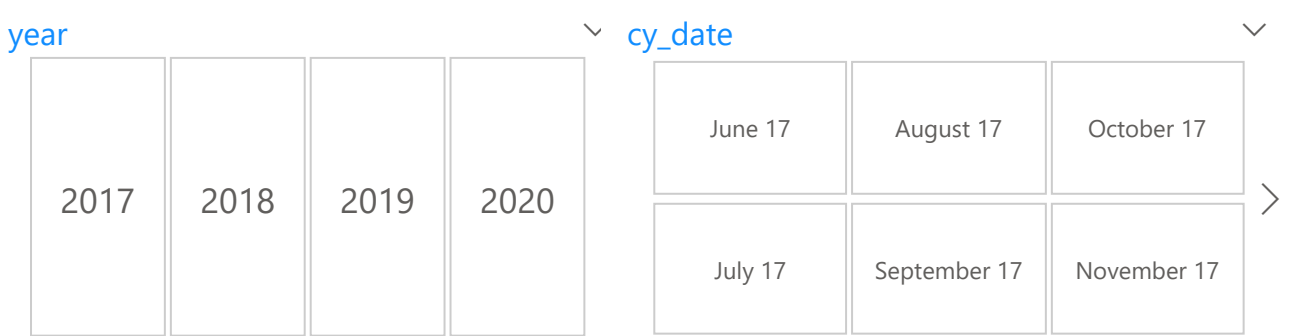 year
2017 2018 2019 2020
cy_date
June 17 August 17 October 17
July 17 September 17 November 17